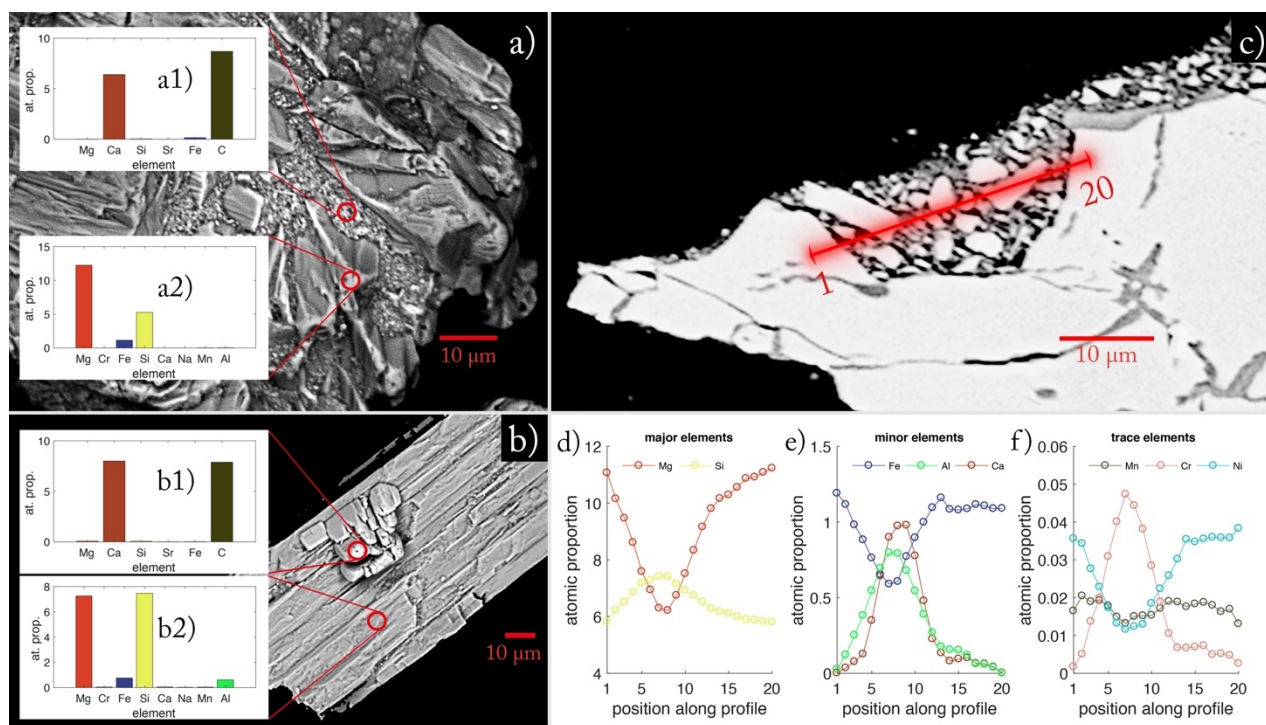 a)
10
5
0
at. prop.
a1)
Mg Ca Si Sr Fe C
element
15
10
5
0
at. prop.
a2)
Mg Cr Fe Si Ca Na Mn Al
element
10 μm
c)
1
20
10 μm
b)
10
5
0
at. prop.
b1)
Mg Ca Si Sr Fe C
element
8
6
4
2
0
at. prop.
b2)
Mg Cr Fe Si Ca Na Mn Al
element
10 μm
d)
major elements
Mg Si
12
10
8
6
4
atomic proportion
1 5 10 15 20
position along profile
e)
minor elements
Fe Al Ca
1.5
1
0.5
0
atomic proportion
1 5 10 15 20
position along profile
f)
trace elements
Mn Cr Ni
0.06
0.05
0.04
0.03
0.02
0.01
0
atomic proportion
1 5 10 15 20
position along profile